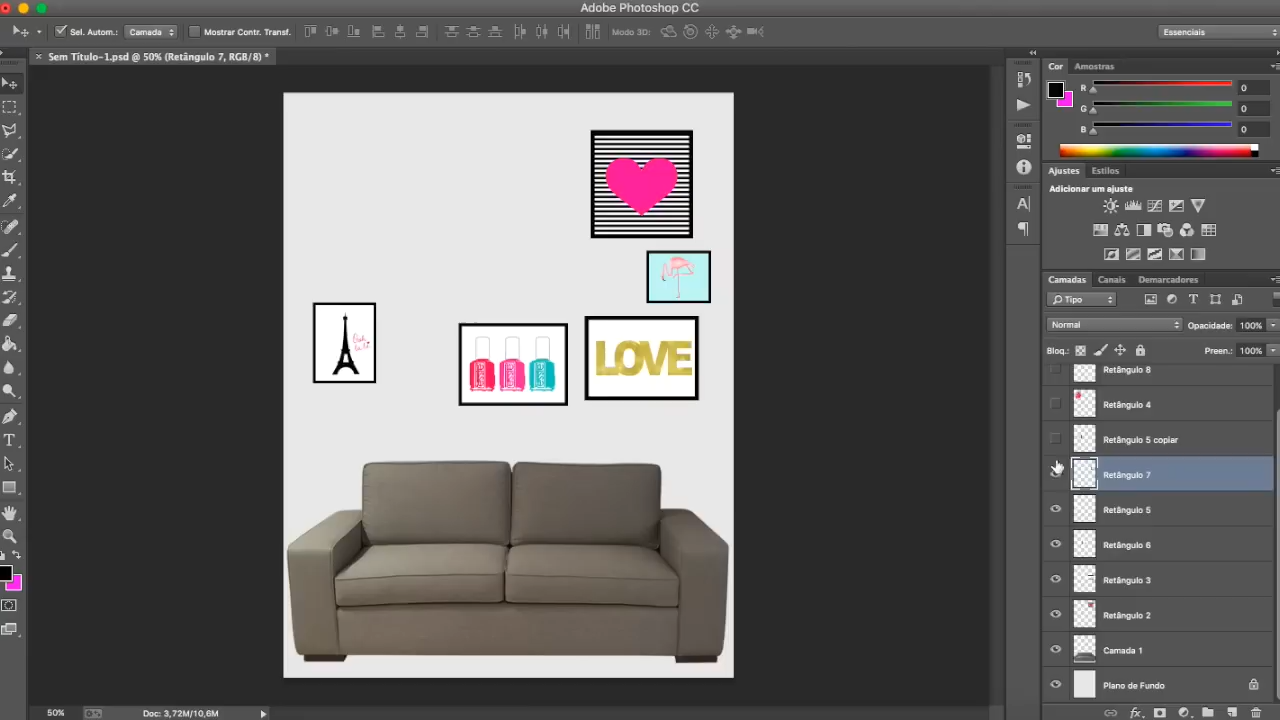 Adobe Photoshop CC
Sel. Autom.: Camada Mostrar Contr. Transf. Modo 3D: Essenciais
× Sem Título-1.psd @ 50% (Retângulo 7, RGB/8) *
Cor Amostras
R 0
G 0
B 0
Ajustes Estilos
Adicionar um ajuste
Camadas Canais Demarcadores
Tipo
Normal Opacidade: 100%
Bloq.: Preen.: 100%
Retângulo 8
Retângulo 4
Retângulo 5 copiar
Retângulo 7
Retângulo 5
Retângulo 6
Retângulo 3
Retângulo 2
Camada 1
Plano de Fundo
LOVE
50% Doc: 3,72M/10,6M